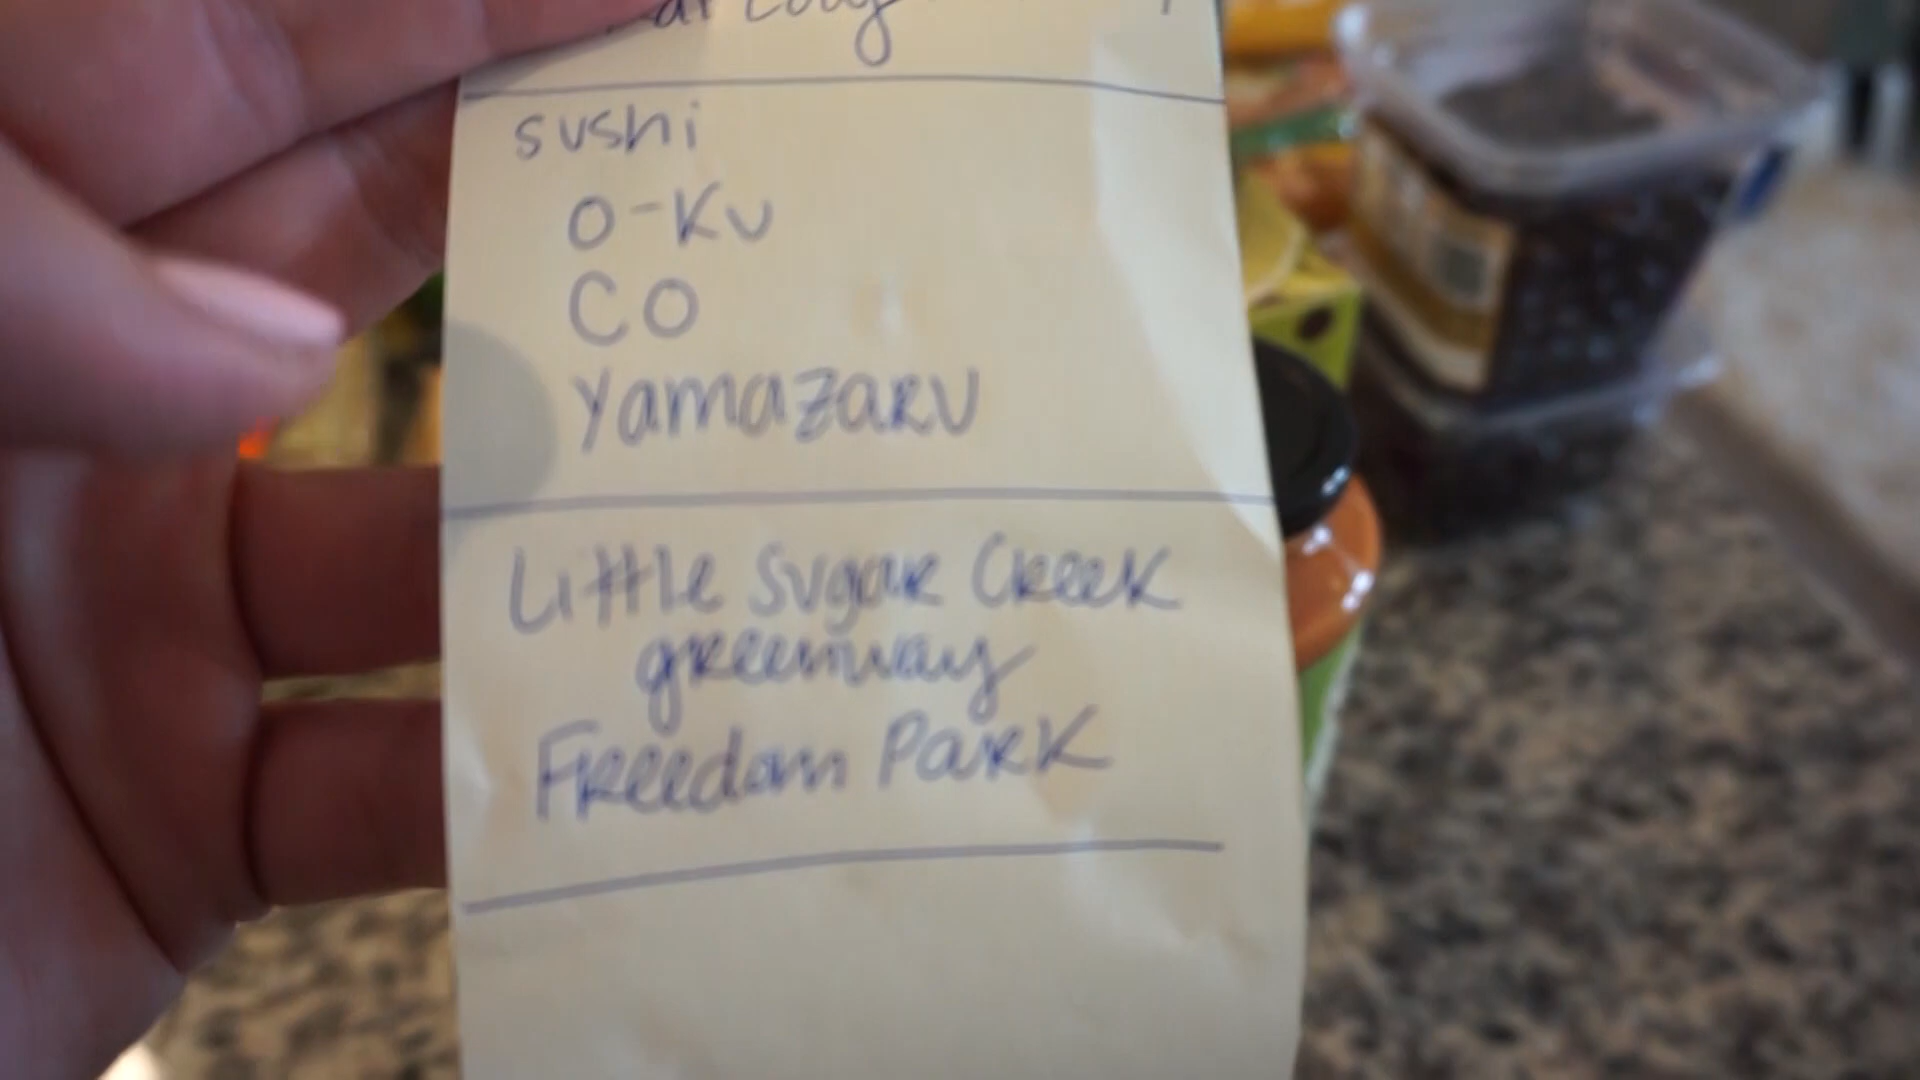 sushi
O-KU
CO
Yamazaru
Little Sugar Creek
greenway
Freedom Park